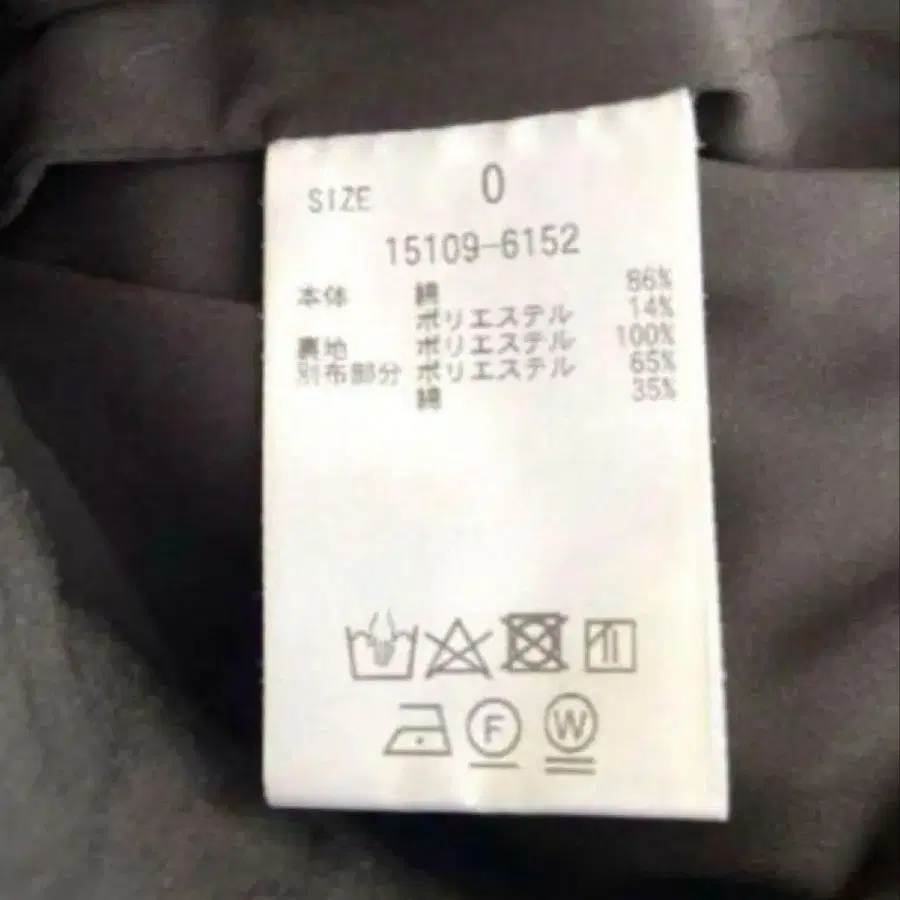 SIZE 0
15109-6152
本体 綿 86%
ポリエステル 14%
裏地 ポリエステル 100%
別布部分 ポリエステル 65%
綿 35%
F W